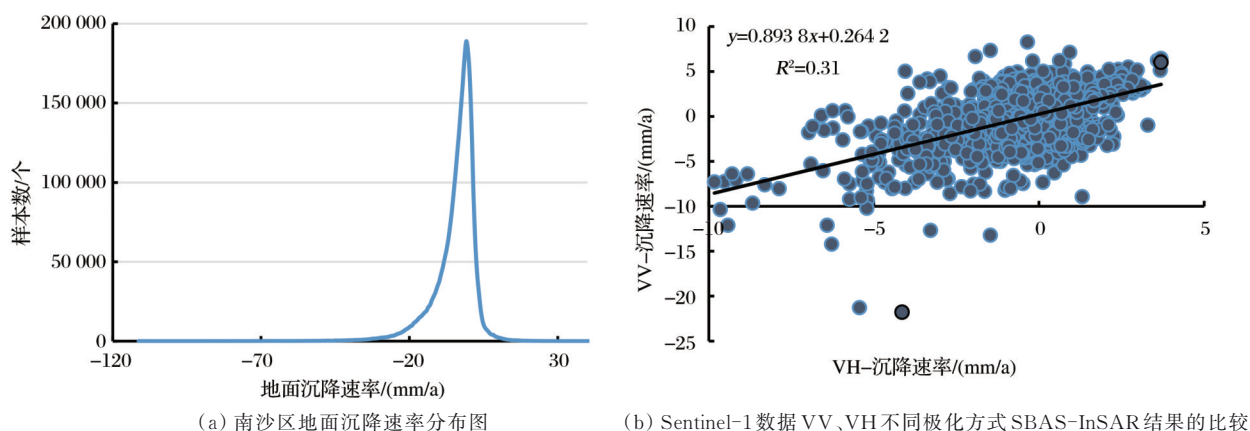 200 000
150 000
100 000
50 000
0
样本数/个
-120
-70
-20
30
地面沉降速率/(mm/a)
(a) 南沙区地面沉降速率分布图
y=0.893 8x+0.264 2
R²=0.31
10
5
0
-5
-10
-15
-20
-25
VV-沉降速率/(mm/a)
-10
-5
0
5
VH-沉降速率/(mm/a)
(b) Sentinel-1数据VV、VH不同极化方式SBAS-InSAR结果的比较